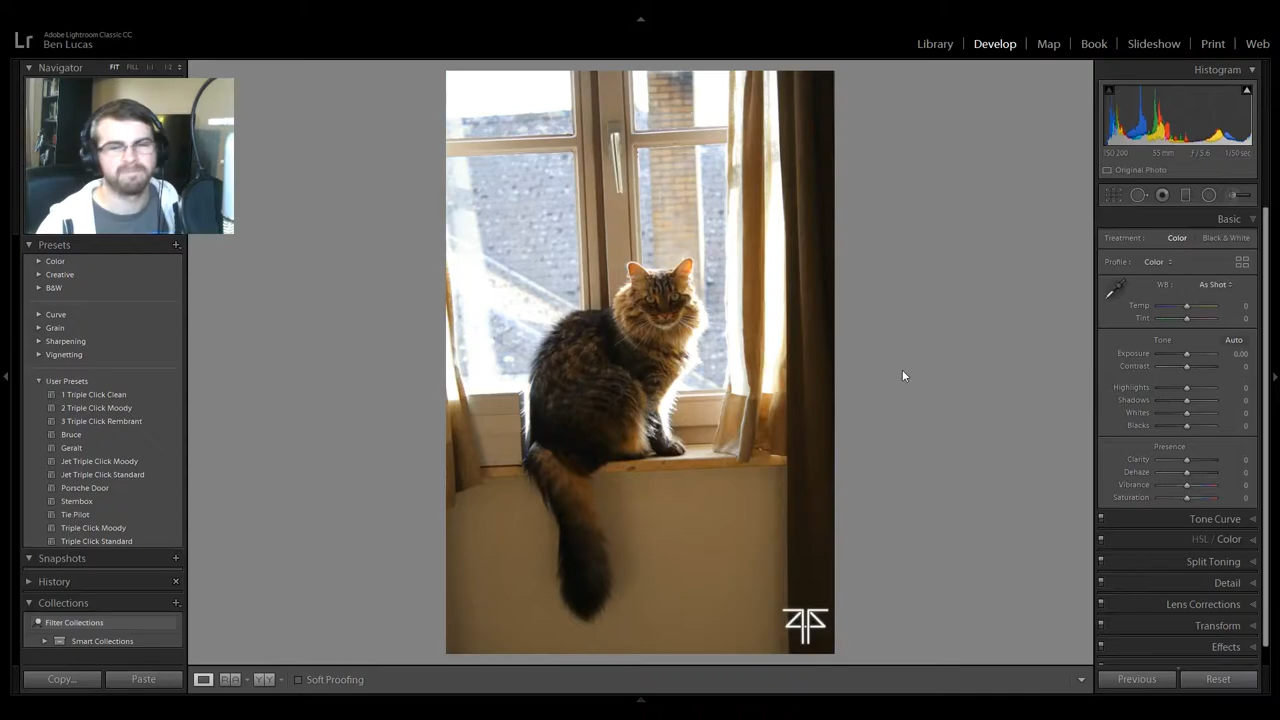 Lr
Adobe Lightroom Classic CC
Ben Lucas
Library Develop Map Book Slideshow Print Web
Navigator FIT FILL 1:1 1:2
Histogram
ISO 200 55 mm ƒ / 5.6 1/50 sec
Original Photo
Basic
Treatment: Color Black & White
Profile: Color
WB: As Shot
Temp 0
Tint 0
Tone Auto
Exposure 0.00
Contrast 0
Highlights 0
Shadows 0
Whites 0
Blacks 0
Presence
Clarity 0
Dehaze 0
Vibrance 0
Saturation 0
Tone Curve
HSL / Color
Split Toning
Detail
Lens Corrections
Transform
Effects
Previous Reset
Presets
Color
Creative
B&W
Curve
Grain
Sharpening
Vignetting
User Presets
1 Triple Click Clean
2 Triple Click Moody
3 Triple Click Rembrant
Bruce
Geralt
Jet Triple Click Moody
Jet Triple Click Standard
Porsche Door
Stembox
Tie Pilot
Triple Click Moody
Triple Click Standard
Snapshots
History
Collections
Filter Collections
Smart Collections
Copy... Paste
Soft Proofing